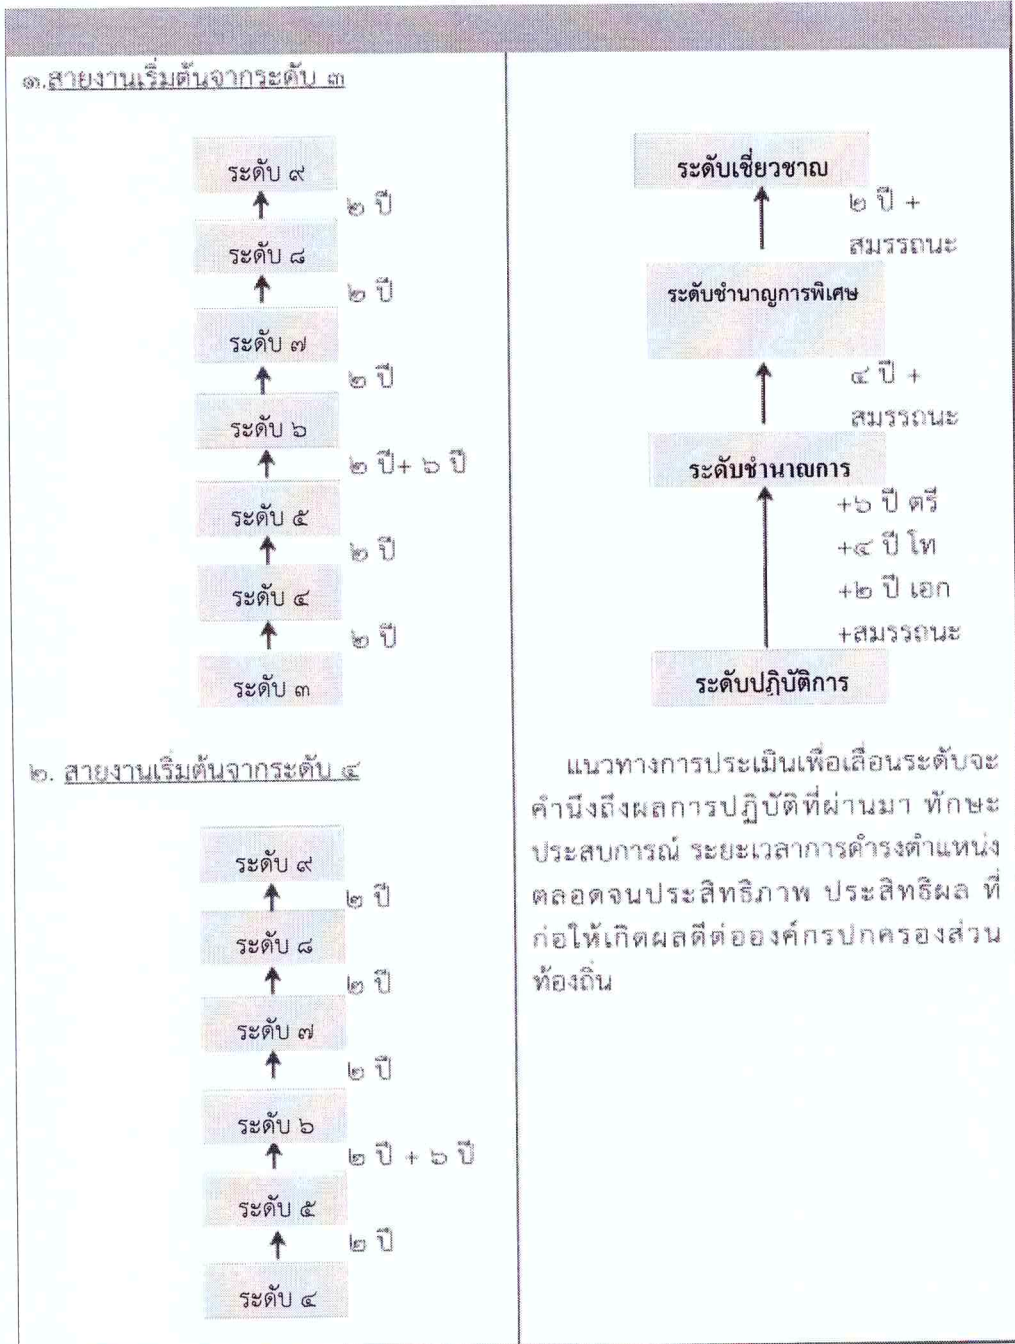 ๑.สายงานเริ่มต้นจากระดับ ๓
ระดับ ๙
๒ ปี
ระดับ ๘
๒ ปี
ระดับ ๗
๒ ปี
ระดับ ๖
๒ ปี+ ๖ ปี
ระดับ ๕
๒ ปี
ระดับ ๔
๒ ปี
ระดับ ๓
๒. สายงานเริ่มต้นจากระดับ ๔
ระดับ ๙
๒ ปี
ระดับ ๘
๒ ปี
ระดับ ๗
๒ ปี
ระดับ ๖
๒ ปี + ๖ ปี
ระดับ ๕
๒ ปี
ระดับ ๔
ระดับเชี่ยวชาญ
๒ ปี +
สมรรถนะ
ระดับชำนาญการพิเศษ
๔ ปี +
สมรรถนะ
ระดับชำนาญการ
+๖ ปี ตรี
+๔ ปี โท
+๒ ปี เอก
+สมรรถนะ
ระดับปฏิบัติการ
แนวทางการประเมินเพื่อเลื่อนระดับจะ
คำนึงถึงผลการปฏิบัติที่ผ่านมา ทักษะ
ประสบการณ์ ระยะเวลาการดำรงตำแหน่ง
ตลอดจนประสิทธิภาพ ประสิทธิผล ที่
ก่อให้เกิดผลดีต่อองค์กรปกครองส่วน
ท้องถิ่น